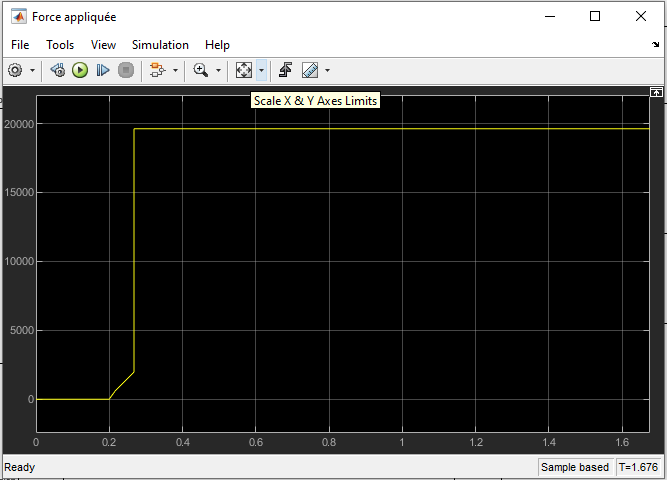 Force appliquée
File Tools View Simulation Help
Scale X & Y Axes Limits
20000
15000
10000
5000
0
0 0.2 0.4 0.6 0.8 1 1.2 1.4 1.6
Ready Sample based T=1.676